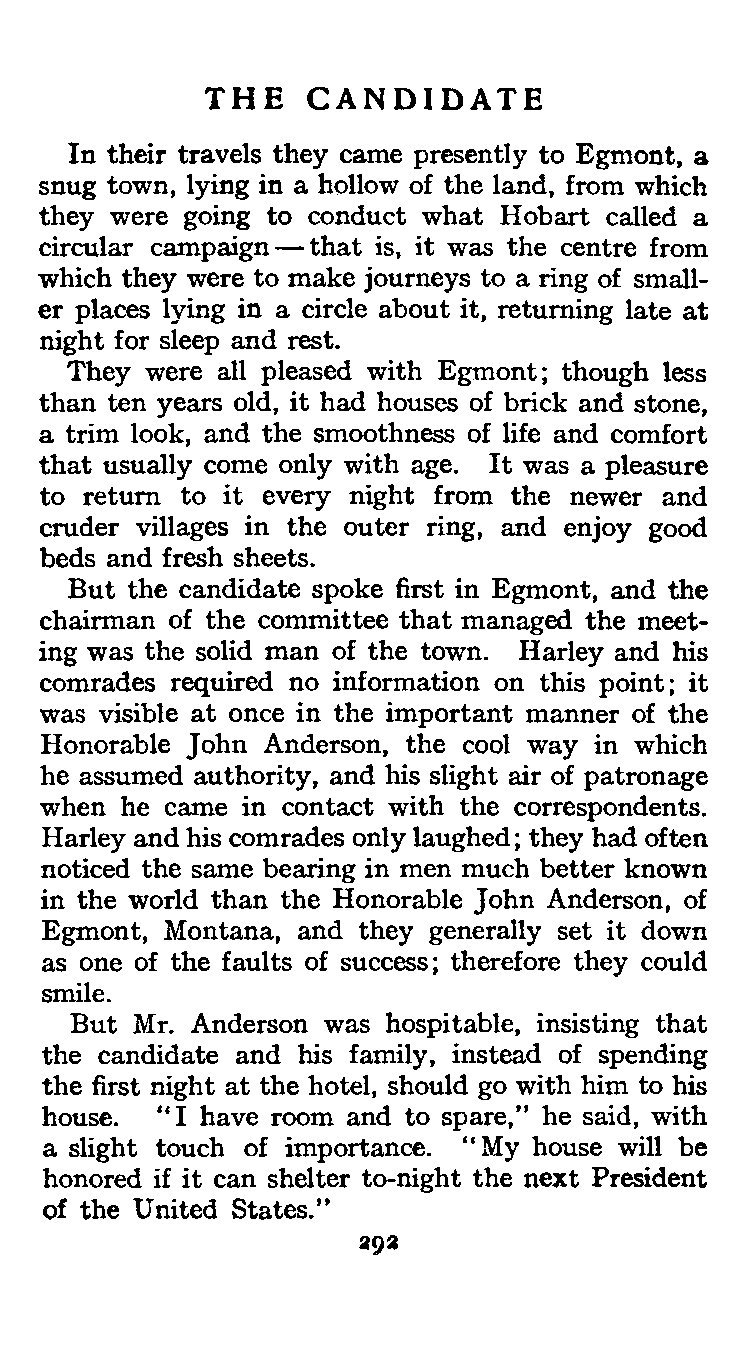 THE CANDIDATE
In their travels they came presently to Egmont, a
snug town, lying in a hollow of the land, from which
they were going to conduct what Hobart called a
circular campaign—that is, it was the centre from
which they were to make journeys to a ring of small-
er places lying in a circle about it, returning late at
night for sleep and rest.
They were all pleased with Egmont; though less
than ten years old, it had houses of brick and stone,
a trim look, and the smoothness of life and comfort
that usually come only with age. It was a pleasure
to return to it every night from the newer and
cruder villages in the outer ring, and enjoy good
beds and fresh sheets.
But the candidate spoke first in Egmont, and the
chairman of the committee that managed the meet-
ing was the solid man of the town. Harley and his
comrades required no information on this point; it
was visible at once in the important manner of the
Honorable John Anderson, the cool way in which
he assumed authority, and his slight air of patronage
when he came in contact with the correspondents.
Harley and his comrades only laughed; they had often
noticed the same bearing in men much better known
in the world than the Honorable John Anderson, of
Egmont, Montana, and they generally set it down
as one of the faults of success; therefore they could
smile.
But Mr. Anderson was hospitable, insisting that
the candidate and his family, instead of spending
the first night at the hotel, should go with him to his
house. "I have room and to spare," he said, with
a slight touch of importance. "My house will be
honored if it can shelter to-night the next President
of the United States."
292